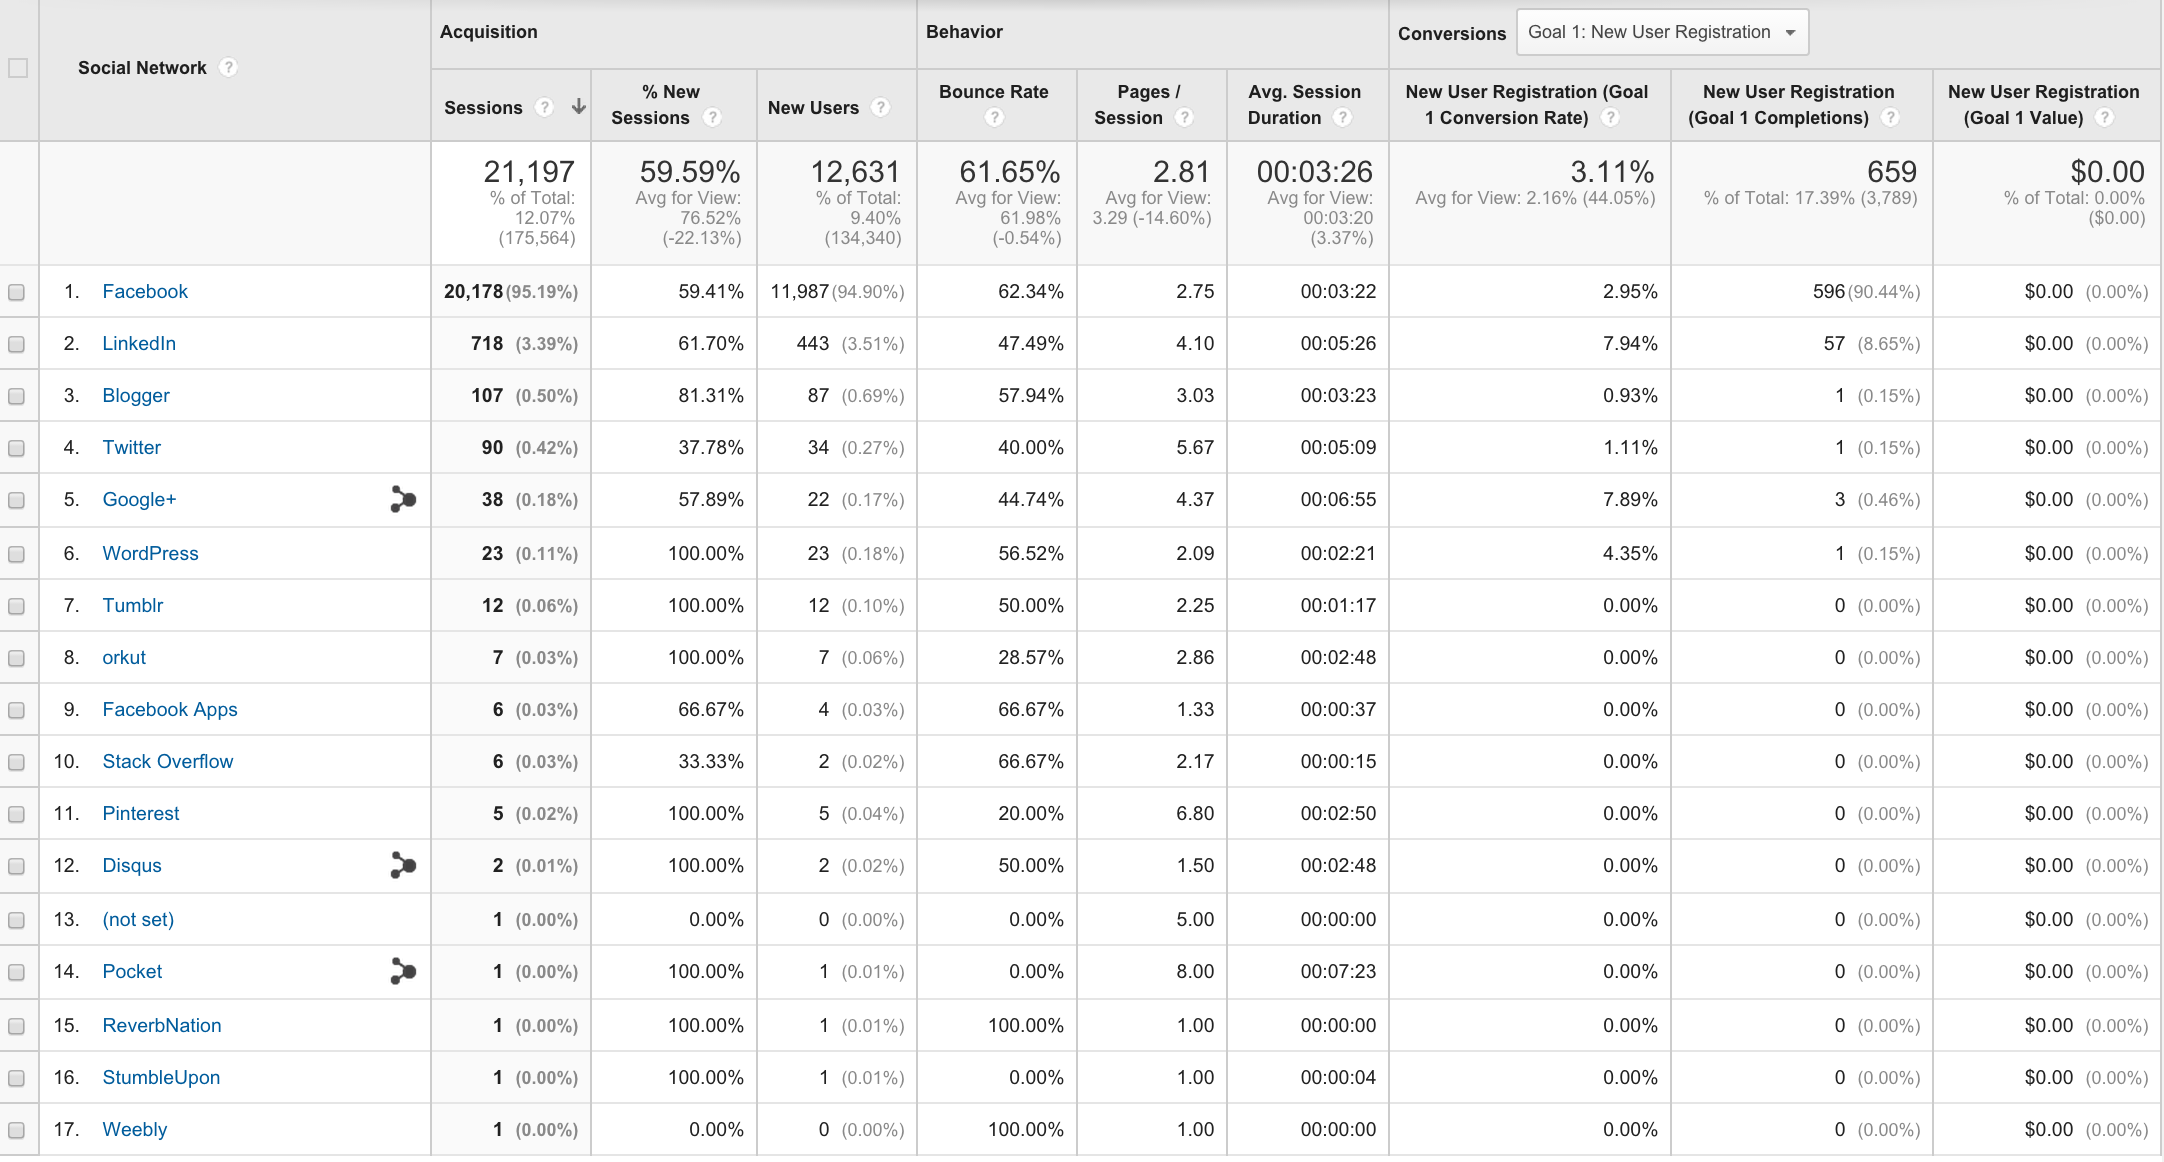 Acquisition Behavior Conversions Goal 1: New User Registration
Social Network ?
Sessions ? % New Sessions ? New Users ? Bounce Rate ? Pages / Session ? Avg. Session Duration ? New User Registration (Goal 1 Conversion Rate) ? New User Registration (Goal 1 Completions) ? New User Registration (Goal 1 Value) ?
21,197 59.59% 12,631 61.65% 2.81 00:03:26 3.11% 659 $0.00
% of Total: Avg for View: % of Total: Avg for View: Avg for View: Avg for View: Avg for View: 2.16% (44.05%) % of Total: 17.39% (3,789) % of Total: 0.00%
12.07% 76.52% 9.40% 61.98% 3.29 (-14.60%) 00:03:20 ($0.00)
(175,564) (-22.13%) (134,340) (-0.54%) (3.37%)
1. Facebook 20,178 (95.19%) 59.41% 11,987 (94.90%) 62.34% 2.75 00:03:22 2.95% 596 (90.44%) $0.00 (0.00%)
2. LinkedIn 718 (3.39%) 61.70% 443 (3.51%) 47.49% 4.10 00:05:26 7.94% 57 (8.65%) $0.00 (0.00%)
3. Blogger 107 (0.50%) 81.31% 87 (0.69%) 57.94% 3.03 00:03:23 0.93% 1 (0.15%) $0.00 (0.00%)
4. Twitter 90 (0.42%) 37.78% 34 (0.27%) 40.00% 5.67 00:05:09 1.11% 1 (0.15%) $0.00 (0.00%)
5. Google+ 38 (0.18%) 57.89% 22 (0.17%) 44.74% 4.37 00:06:55 7.89% 3 (0.46%) $0.00 (0.00%)
6. WordPress 23 (0.11%) 100.00% 23 (0.18%) 56.52% 2.09 00:02:21 4.35% 1 (0.15%) $0.00 (0.00%)
7. Tumblr 12 (0.06%) 100.00% 12 (0.10%) 50.00% 2.25 00:01:17 0.00% 0 (0.00%) $0.00 (0.00%)
8. orkut 7 (0.03%) 100.00% 7 (0.06%) 28.57% 2.86 00:02:48 0.00% 0 (0.00%) $0.00 (0.00%)
9. Facebook Apps 6 (0.03%) 66.67% 4 (0.03%) 66.67% 1.33 00:00:37 0.00% 0 (0.00%) $0.00 (0.00%)
10. Stack Overflow 6 (0.03%) 33.33% 2 (0.02%) 66.67% 2.17 00:00:15 0.00% 0 (0.00%) $0.00 (0.00%)
11. Pinterest 5 (0.02%) 100.00% 5 (0.04%) 20.00% 6.80 00:02:50 0.00% 0 (0.00%) $0.00 (0.00%)
12. Disqus 2 (0.01%) 100.00% 2 (0.02%) 50.00% 1.50 00:02:48 0.00% 0 (0.00%) $0.00 (0.00%)
13. (not set) 1 (0.00%) 0.00% 0 (0.00%) 0.00% 5.00 00:00:00 0.00% 0 (0.00%) $0.00 (0.00%)
14. Pocket 1 (0.00%) 100.00% 1 (0.01%) 0.00% 8.00 00:07:23 0.00% 0 (0.00%) $0.00 (0.00%)
15. ReverbNation 1 (0.00%) 100.00% 1 (0.01%) 100.00% 1.00 00:00:00 0.00% 0 (0.00%) $0.00 (0.00%)
16. StumbleUpon 1 (0.00%) 100.00% 1 (0.01%) 0.00% 1.00 00:00:04 0.00% 0 (0.00%) $0.00 (0.00%)
17. Weebly 1 (0.00%) 0.00% 0 (0.00%) 100.00% 1.00 00:00:00 0.00% 0 (0.00%) $0.00 (0.00%)